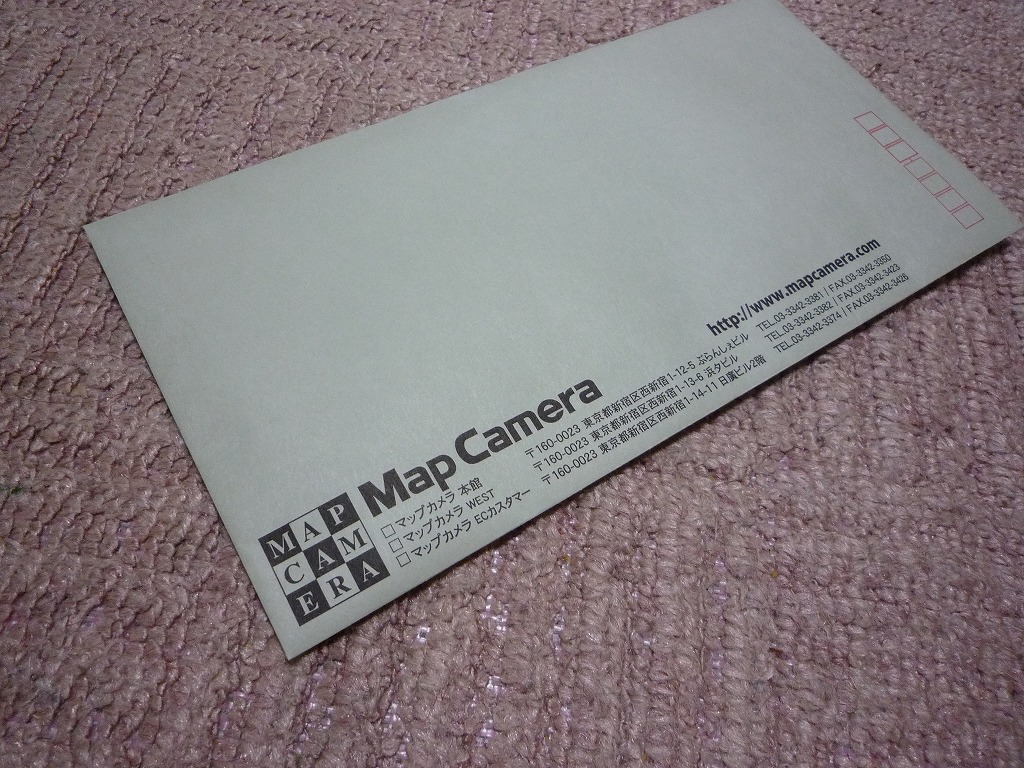 MAP
CAM
ERA
Map Camera
http://www.mapcamera.com
□マップカメラ 本館 〒160-0023 東京都新宿区西新宿1-12-5 ぶらんしぇビル TEL.03-3342-3381 / FAX.03-3342-3350
□マップカメラ WEST 〒160-0023 東京都新宿区西新宿1-13-6 浜夕ビル TEL.03-3342-3382 / FAX.03-3342-3423
□マップカメラ ECカスタマー 〒160-0023 東京都新宿区西新宿1-14-11 日廣ビル2階 TEL.03-3342-3374 / FAX.03-3342-3426